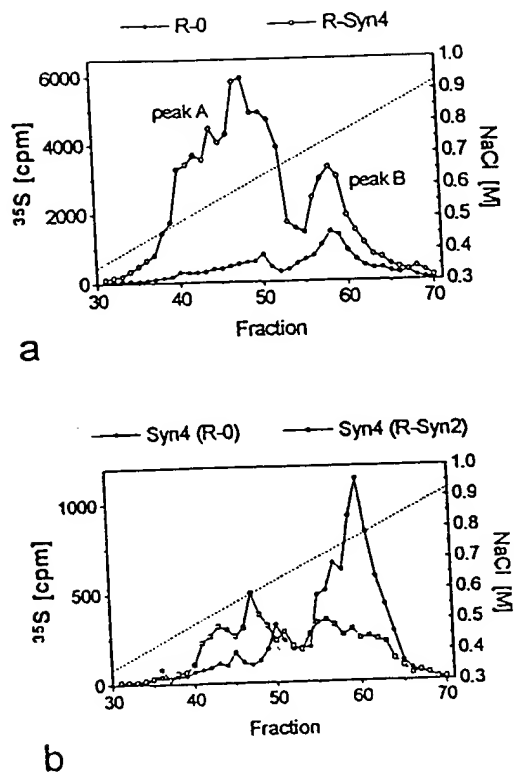 R-0 R-Syn4
6000
4000
2000
0
³⁵S [cpm]
peak A
peak B
1.0
0.9
0.8
0.7
0.6
0.5
0.4
0.3
NaCl [M]
30 40 50 60 70
Fraction
a
Syn4 (R-0) Syn4 (R-Syn2)
1000
500
0
³⁵S [cpm]
1.0
0.9
0.8
0.7
0.6
0.5
0.4
0.3
NaCl [M]
30 40 50 60 70
Fraction
b